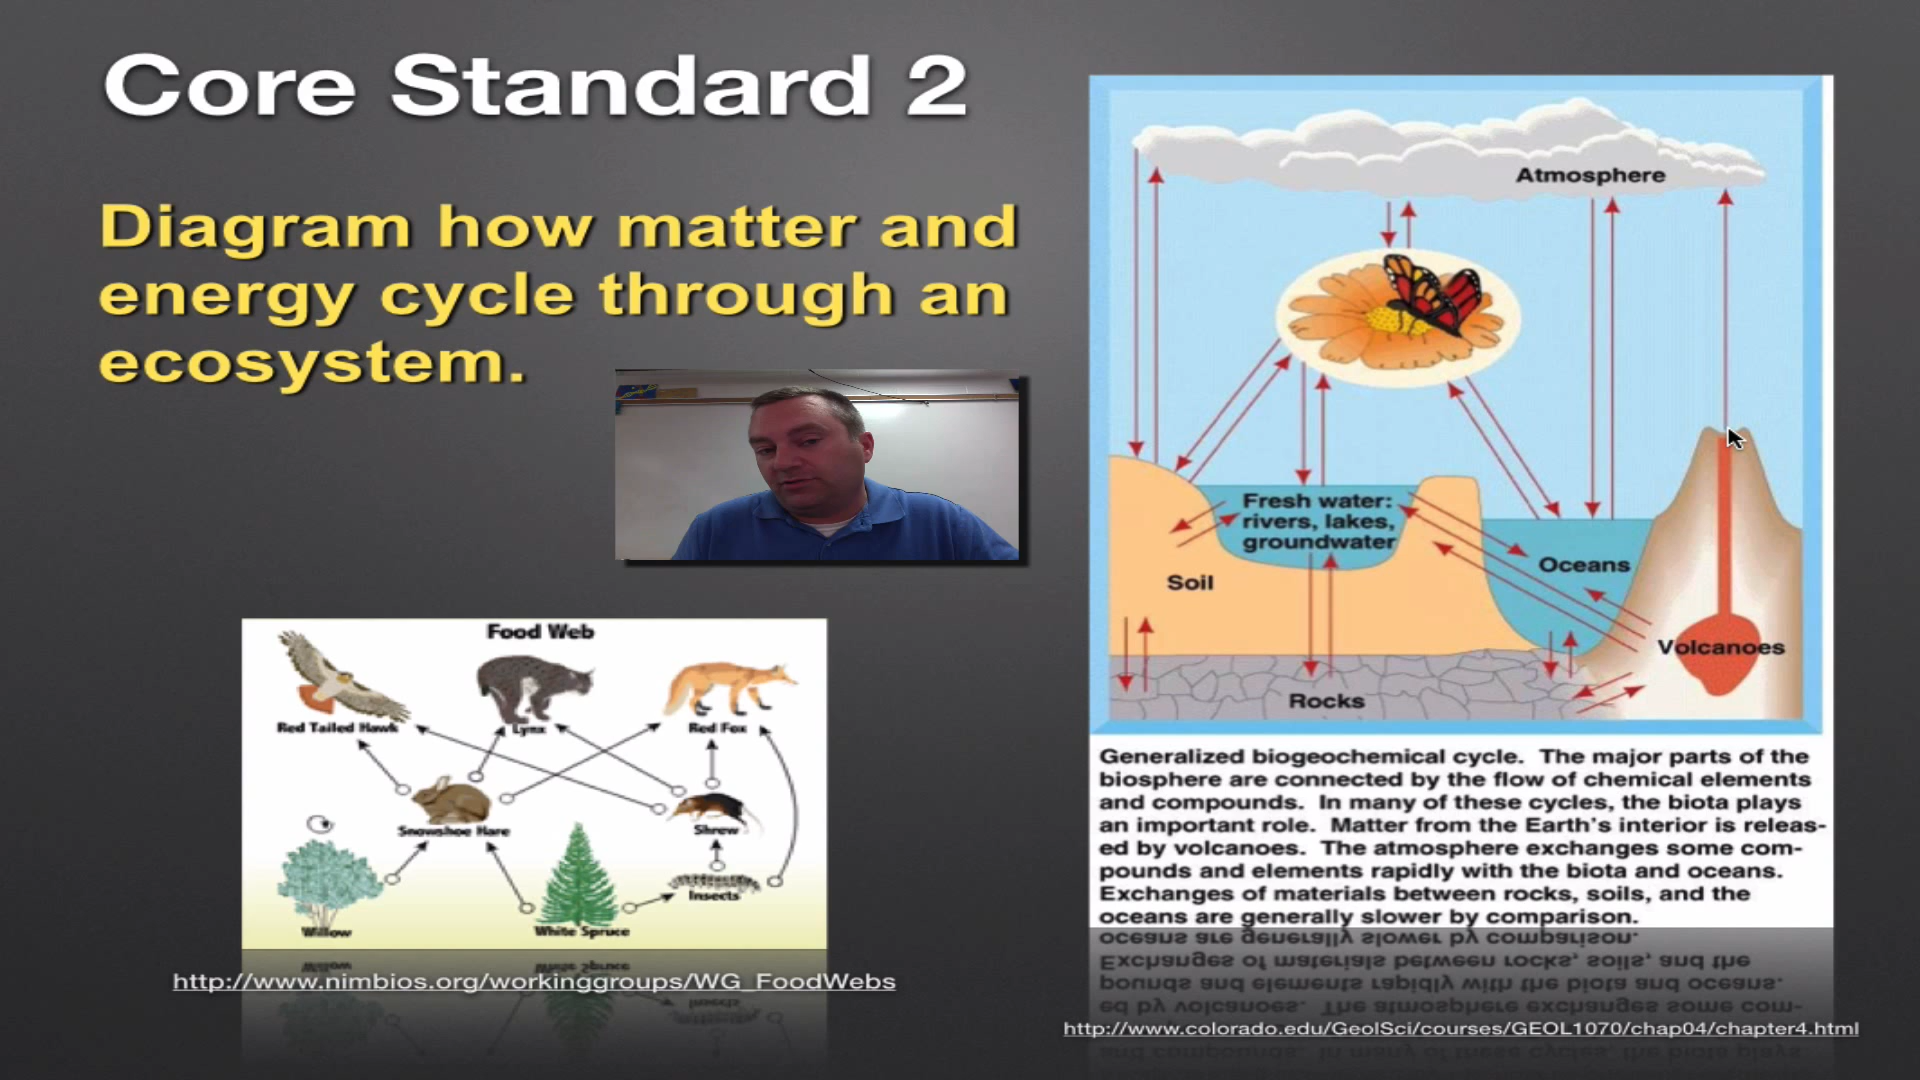 Core Standard 2
Diagram how matter and
energy cycle through an
ecosystem.
Food Web
Red Tailed Hawk
Lynx
Red Fox
Snowshoe Hare
Shrew
Insects
Willow
White Spruce
http://www.nimbios.org/workinggroups/WG_FoodWebs
Atmosphere
Fresh water:
rivers, lakes,
groundwater
Oceans
Soil
Volcanoes
Rocks
Generalized biogeochemical cycle. The major parts of the
biosphere are connected by the flow of chemical elements
and compounds. In many of these cycles, the biota plays
an important role. Matter from the Earth's interior is releas-
ed by volcanoes. The atmosphere exchanges some com-
pounds and elements rapidly with the biota and oceans.
Exchanges of materials between rocks, soils, and the
oceans are generally slower by comparison.
http://www.colorado.edu/GeolSci/courses/GEOL1070/chap04/chapter4.html